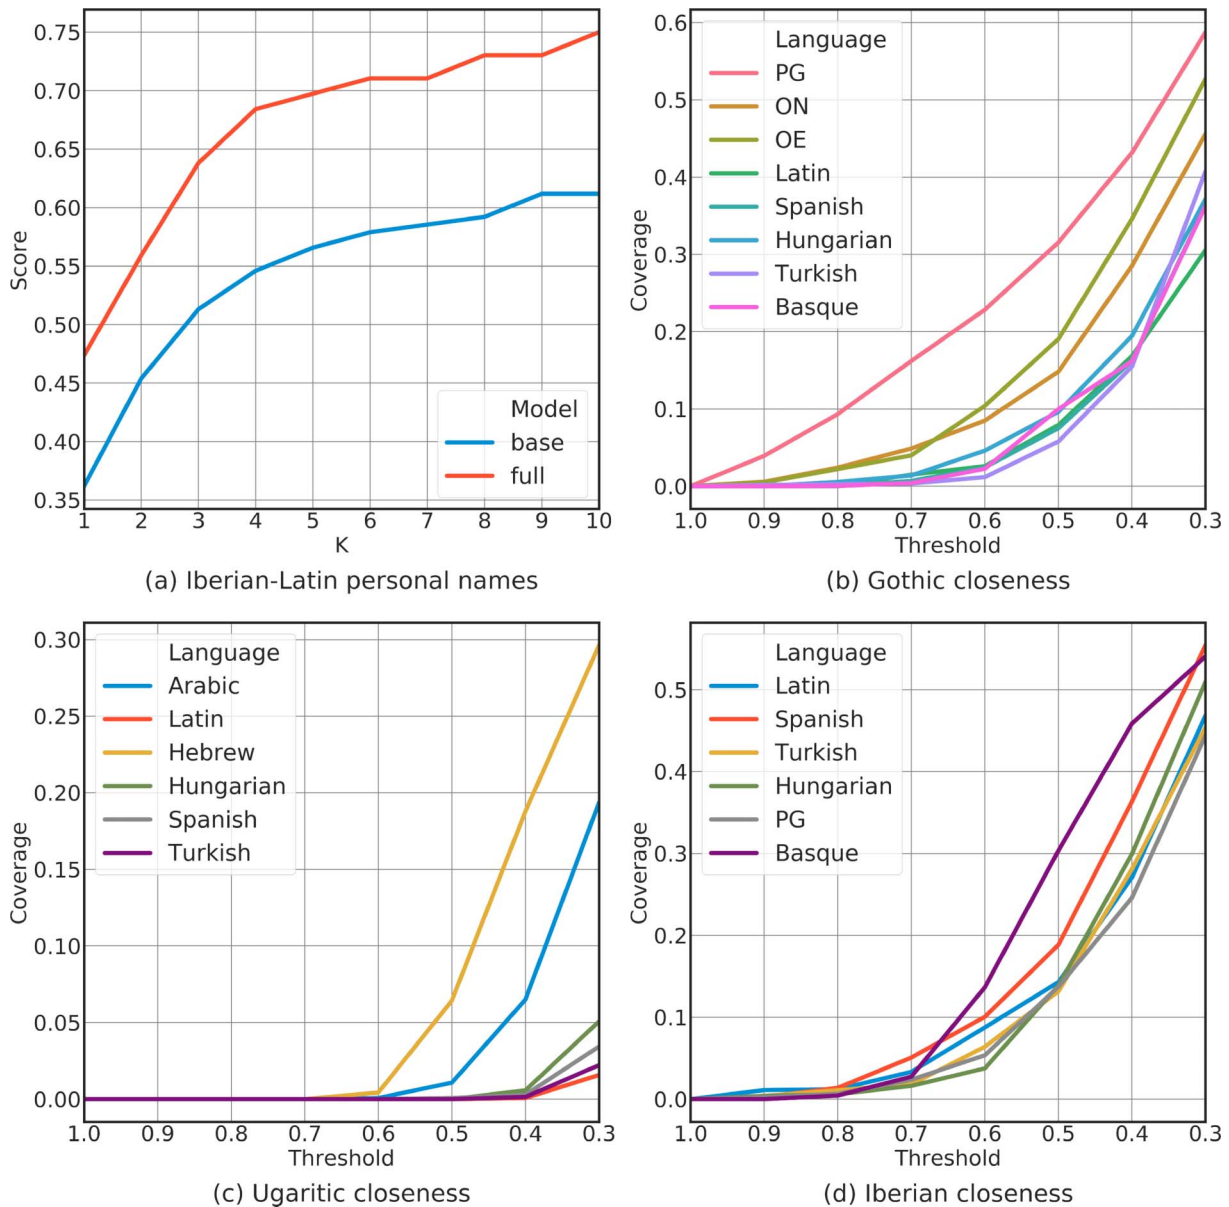 0.75
0.70
0.65
0.60
0.55
0.50
0.45
0.40
0.35
Score
1 2 3 4 5 6 7 8 9 10
K
Model
base
full
(a) Iberian-Latin personal names
0.6
0.5
0.4
0.3
0.2
0.1
0.0
Coverage
Language
PG
ON
OE
Latin
Spanish
Hungarian
Turkish
Basque
1.0 0.9 0.8 0.7 0.6 0.5 0.4 0.3
Threshold
(b) Gothic closeness
0.30
0.25
0.20
0.15
0.10
0.05
0.00
Coverage
Language
Arabic
Latin
Hebrew
Hungarian
Spanish
Turkish
1.0 0.9 0.8 0.7 0.6 0.5 0.4 0.3
Threshold
(c) Ugaritic closeness
0.5
0.4
0.3
0.2
0.1
0.0
Coverage
Language
Latin
Spanish
Turkish
Hungarian
PG
Basque
1.0 0.9 0.8 0.7 0.6 0.5 0.4 0.3
Threshold
(d) Iberian closeness